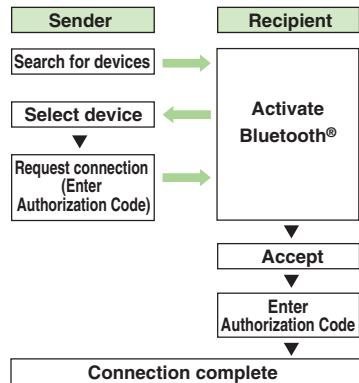 Sender
Recipient
Search for devices
Select device
Request connection
(Enter
Authorization Code)
Activate
Bluetooth®
Accept
Enter
Authorization Code
Connection complete